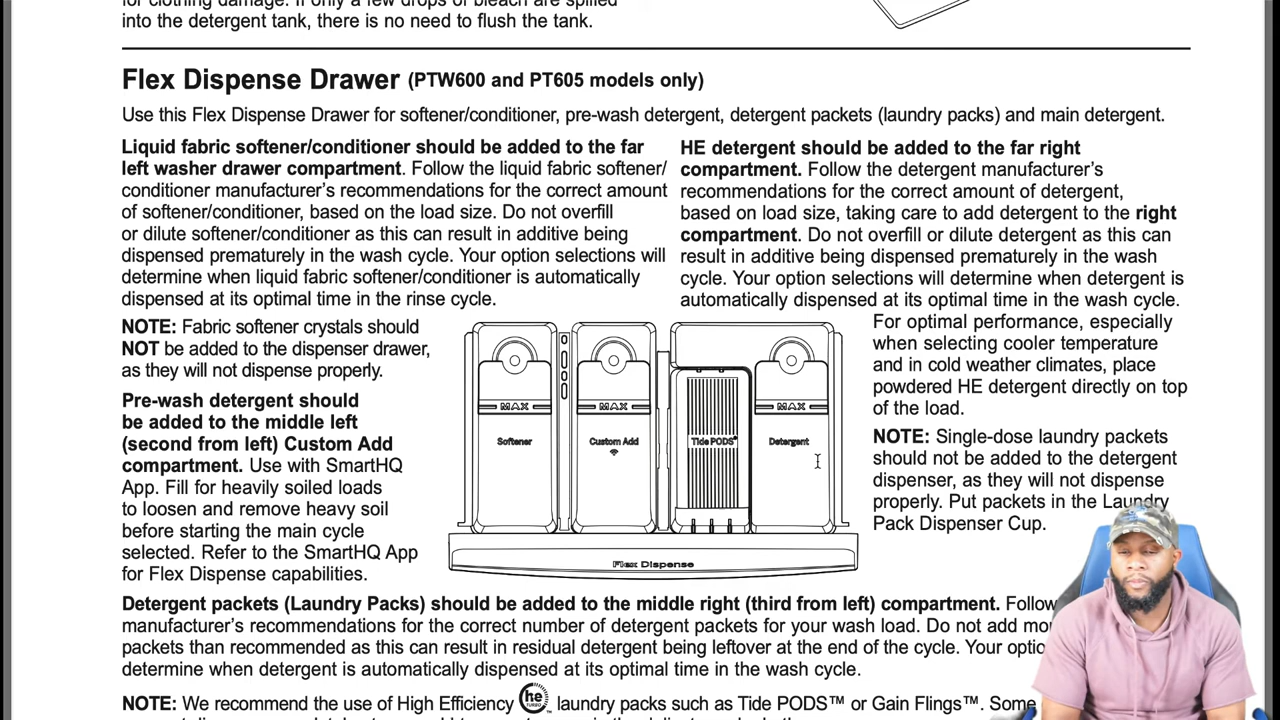 into the detergent tank, there is no need to flush the tank.
Flex Dispense Drawer (PTW600 and PT605 models only)
Use this Flex Dispense Drawer for softener/conditioner, pre-wash detergent, detergent packets (laundry packs) and main detergent.
Liquid fabric softener/conditioner should be added to the far
left washer drawer compartment. Follow the liquid fabric softener/
conditioner manufacturer's recommendations for the correct amount
of softener/conditioner, based on the load size. Do not overfill
or dilute softener/conditioner as this can result in additive being
dispensed prematurely in the wash cycle. Your option selections will
determine when liquid fabric softener/conditioner is automatically
dispensed at its optimal time in the rinse cycle.
NOTE: Fabric softener crystals should
NOT be added to the dispenser drawer,
as they will not dispense properly.
Pre-wash detergent should
be added to the middle left
(second from left) Custom Add
compartment. Use with SmartHQ
App. Fill for heavily soiled loads
to loosen and remove heavy soil
before starting the main cycle
selected. Refer to the SmartHQ App
for Flex Dispense capabilities.
MAX
MAX
MAX
Softener
Custom Add
Tide PODS®
Detergent
Flex Dispense
HE detergent should be added to the far right
compartment. Follow the detergent manufacturer's
recommendations for the correct amount of detergent,
based on load size, taking care to add detergent to the right
compartment. Do not overfill or dilute detergent as this can
result in additive being dispensed prematurely in the wash
cycle. Your option selections will determine when detergent is
automatically dispensed at its optimal time in the wash cycle.
For optimal performance, especially
when selecting cooler temperature
and in cold weather climates, place
powdered HE detergent directly on top
of the load.
NOTE: Single-dose laundry packets
should not be added to the detergent
dispenser, as they will not dispense
properly. Put packets in the Laundry
Pack Dispenser Cup.
Detergent packets (Laundry Packs) should be added to the middle right (third from left) compartment. Follow
manufacturer's recommendations for the correct number of detergent packets for your wash load. Do not add
packets than recommended as this can result in residual detergent being leftover at the end of the cycle. Your
determine when detergent is automatically dispensed at its optimal time in the wash cycle.
NOTE: We recommend the use of High Efficiency he laundry packs such as Tide PODS™ or Gain Flings™. Some